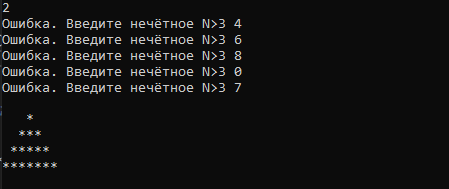 2
Ошибка. Введите нечётное N>3 4
Ошибка. Введите нечётное N>3 6
Ошибка. Введите нечётное N>3 8
Ошибка. Введите нечётное N>3 0
Ошибка. Введите нечётное N>3 7

   *
  ***
 *****
*******